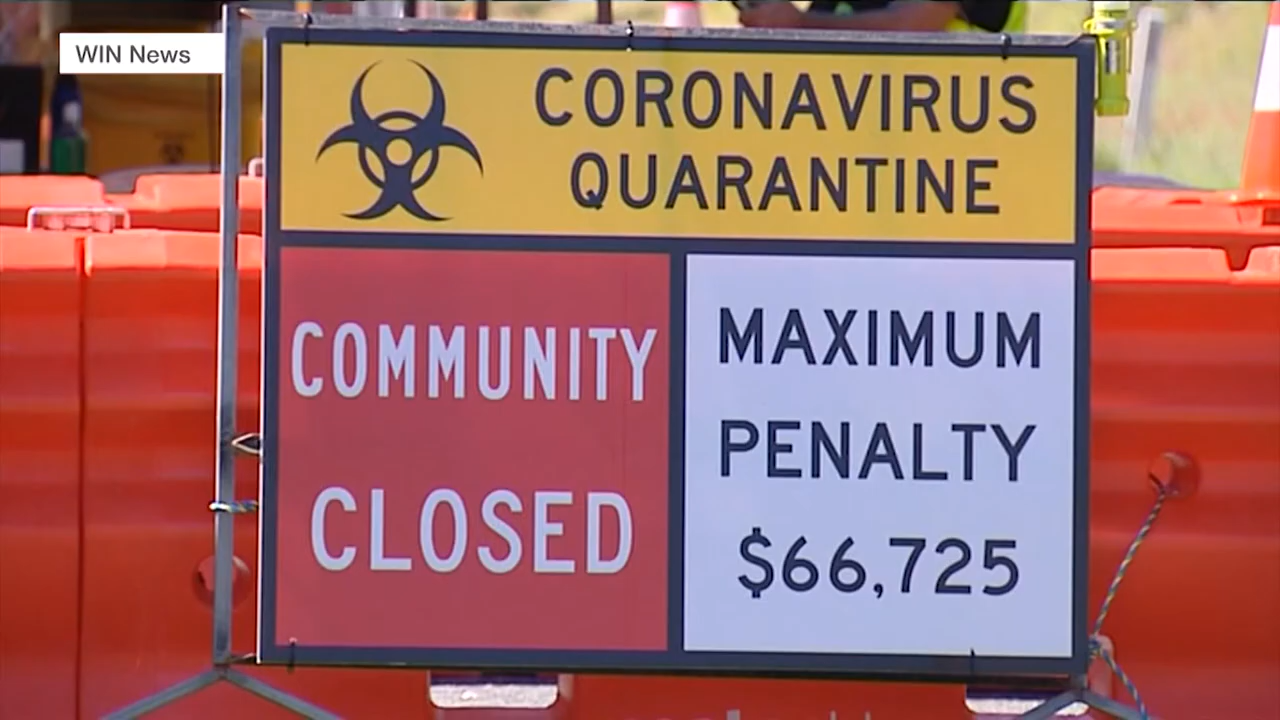 WIN News
CORONAVIRUS
QUARANTINE
COMMUNITY
CLOSED
MAXIMUM
PENALTY
$66,725